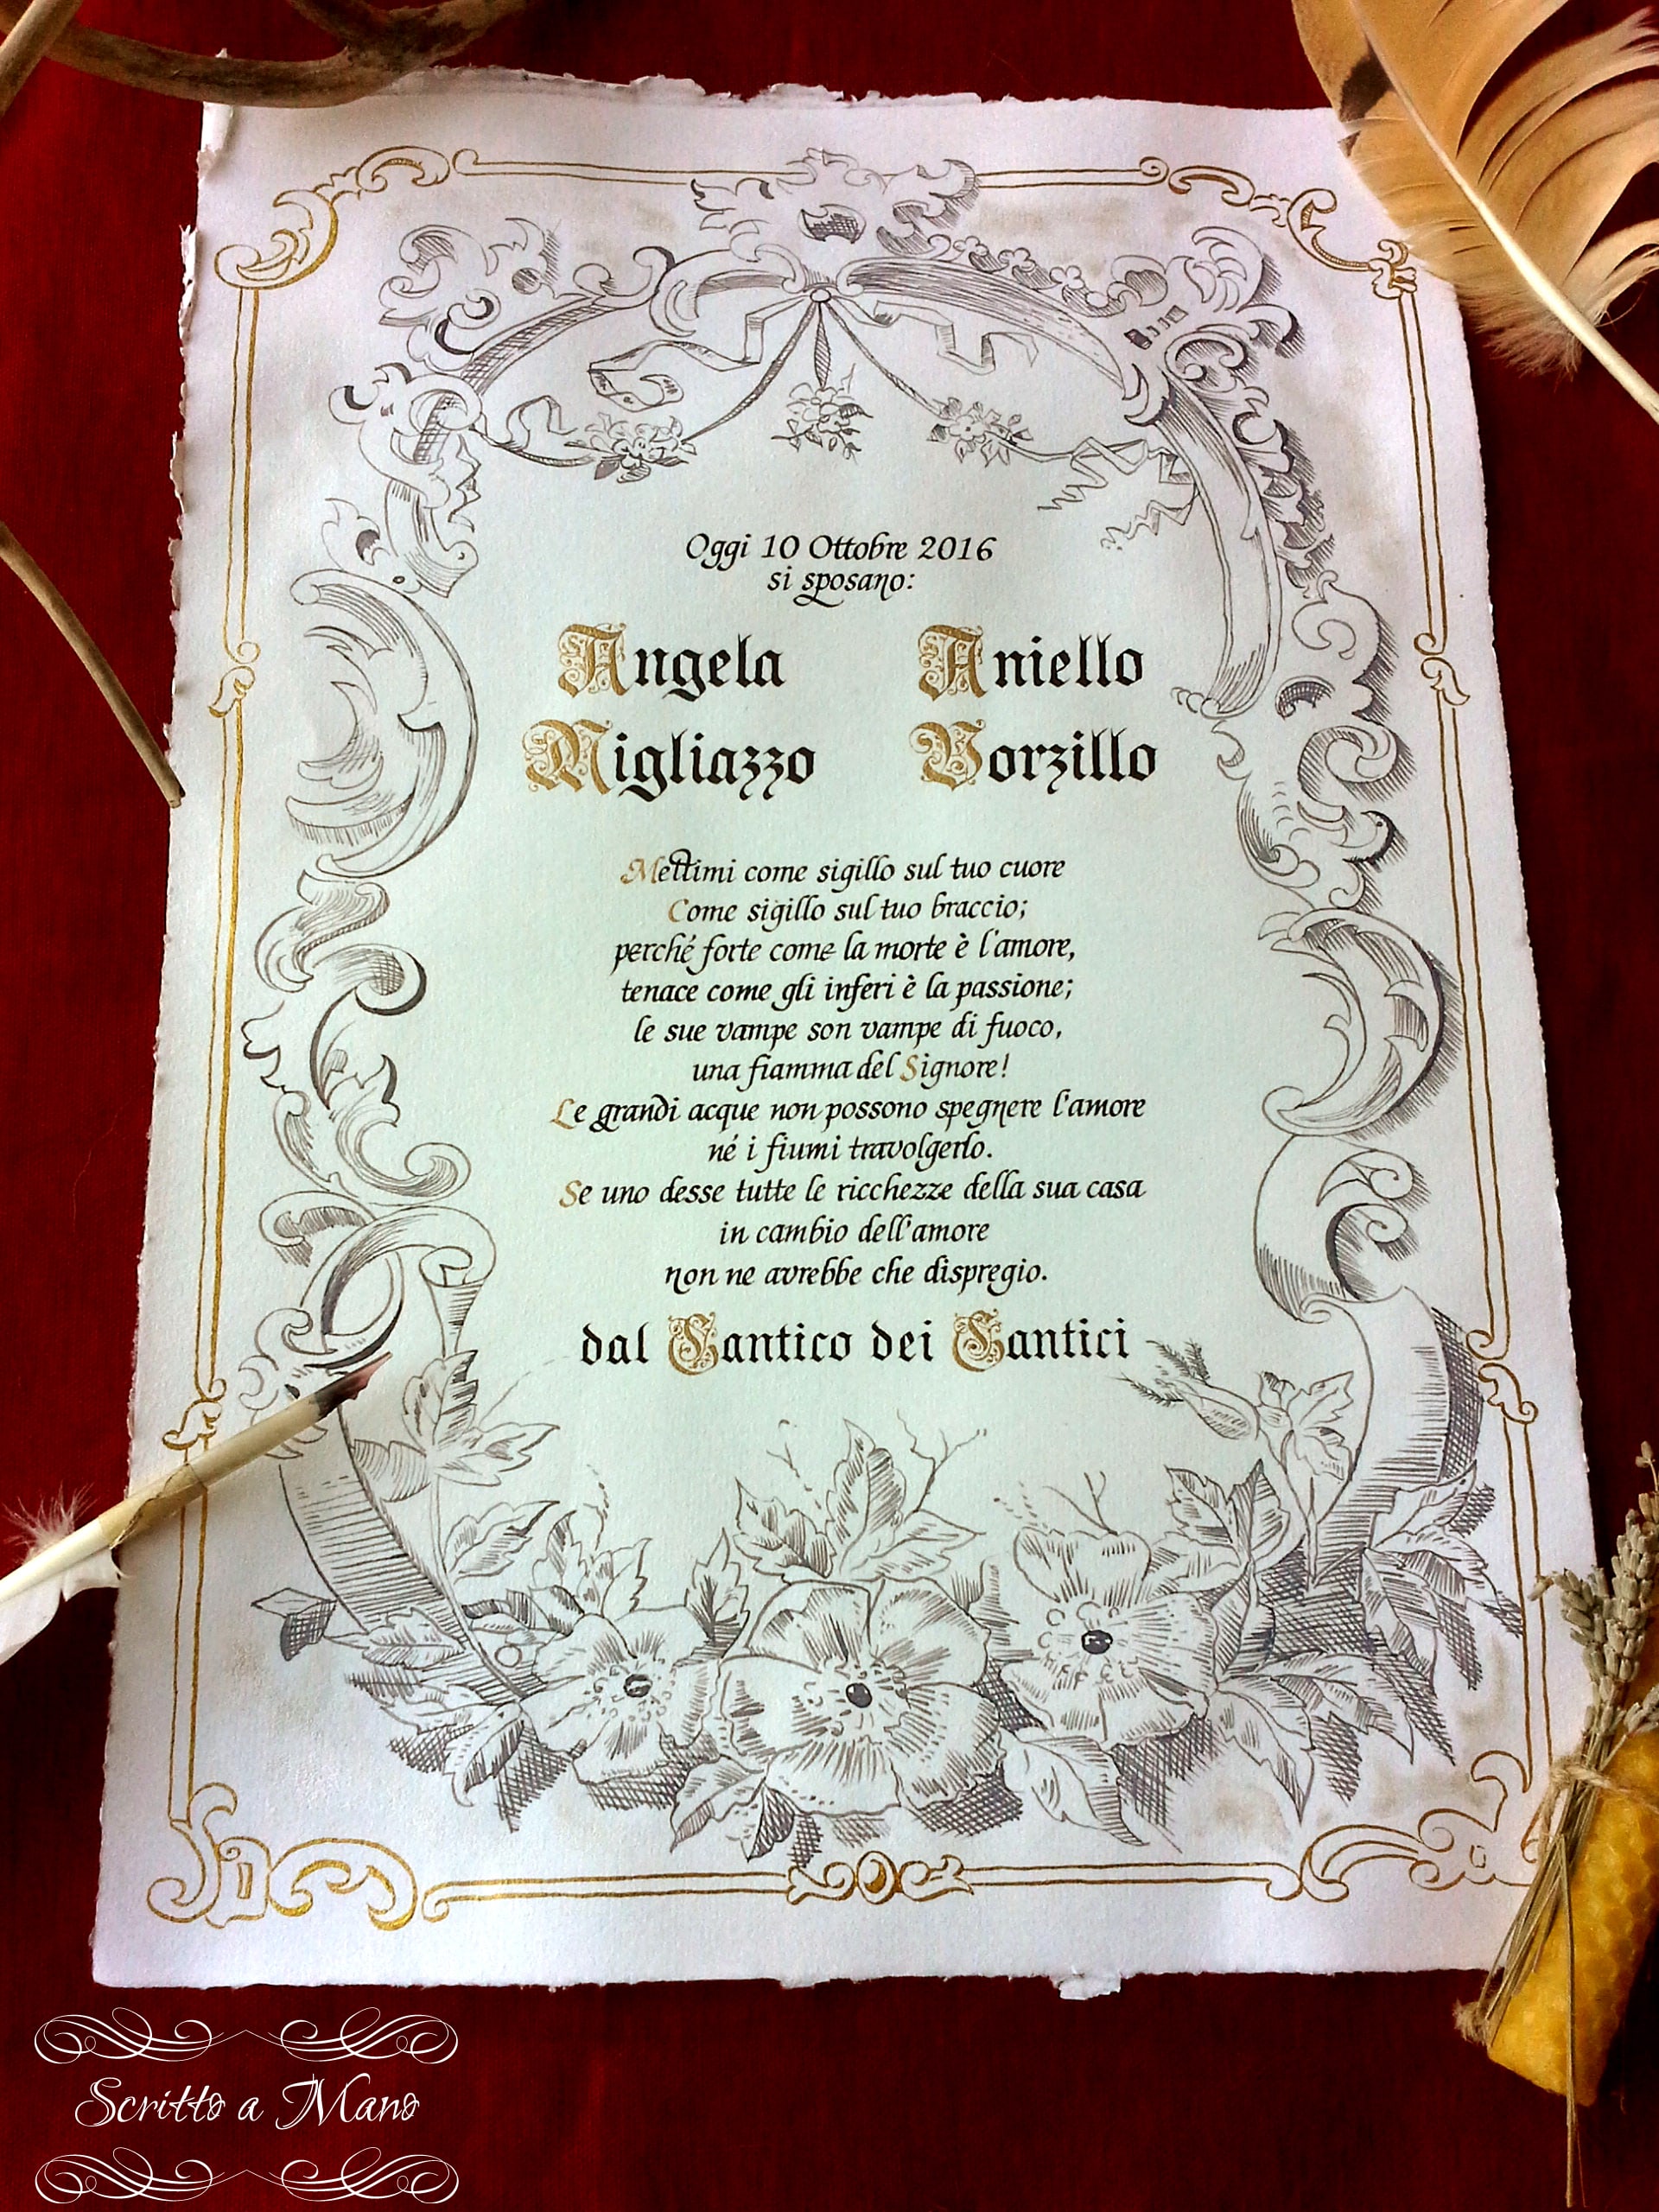 Oggi 10 Ottobre 2016
si sposano:
Angela Aniello
Migliazzo Vorzillo
Mettimi come sigillo sul tuo cuore
Come sigillo sul tuo braccio;
perché forte come la morte è l'amore,
tenace come gli inferi è la passione;
le sue vampe son vampe di fuoco,
una fiamma del Signore!
Le grandi acque non possono spegnere l'amore
né i fiumi travolgerlo.
Se uno desse tutte le ricchezze della sua casa
in cambio dell'amore
non ne avrebbe che dispregio.
dal Cantico dei Cantici
Scritto a Mano